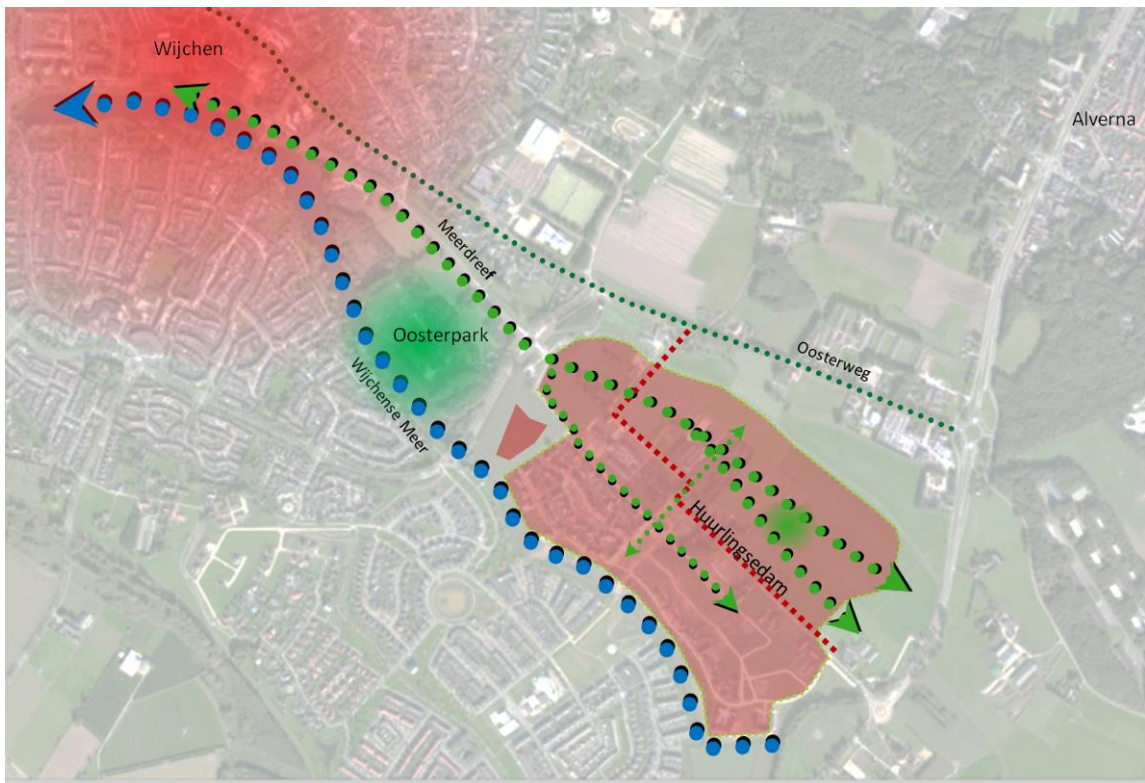 Wijchen
Alverna
Meerdreef
Oosterpark
Oosterweg
Wijchense Meer
Huurlingsedam